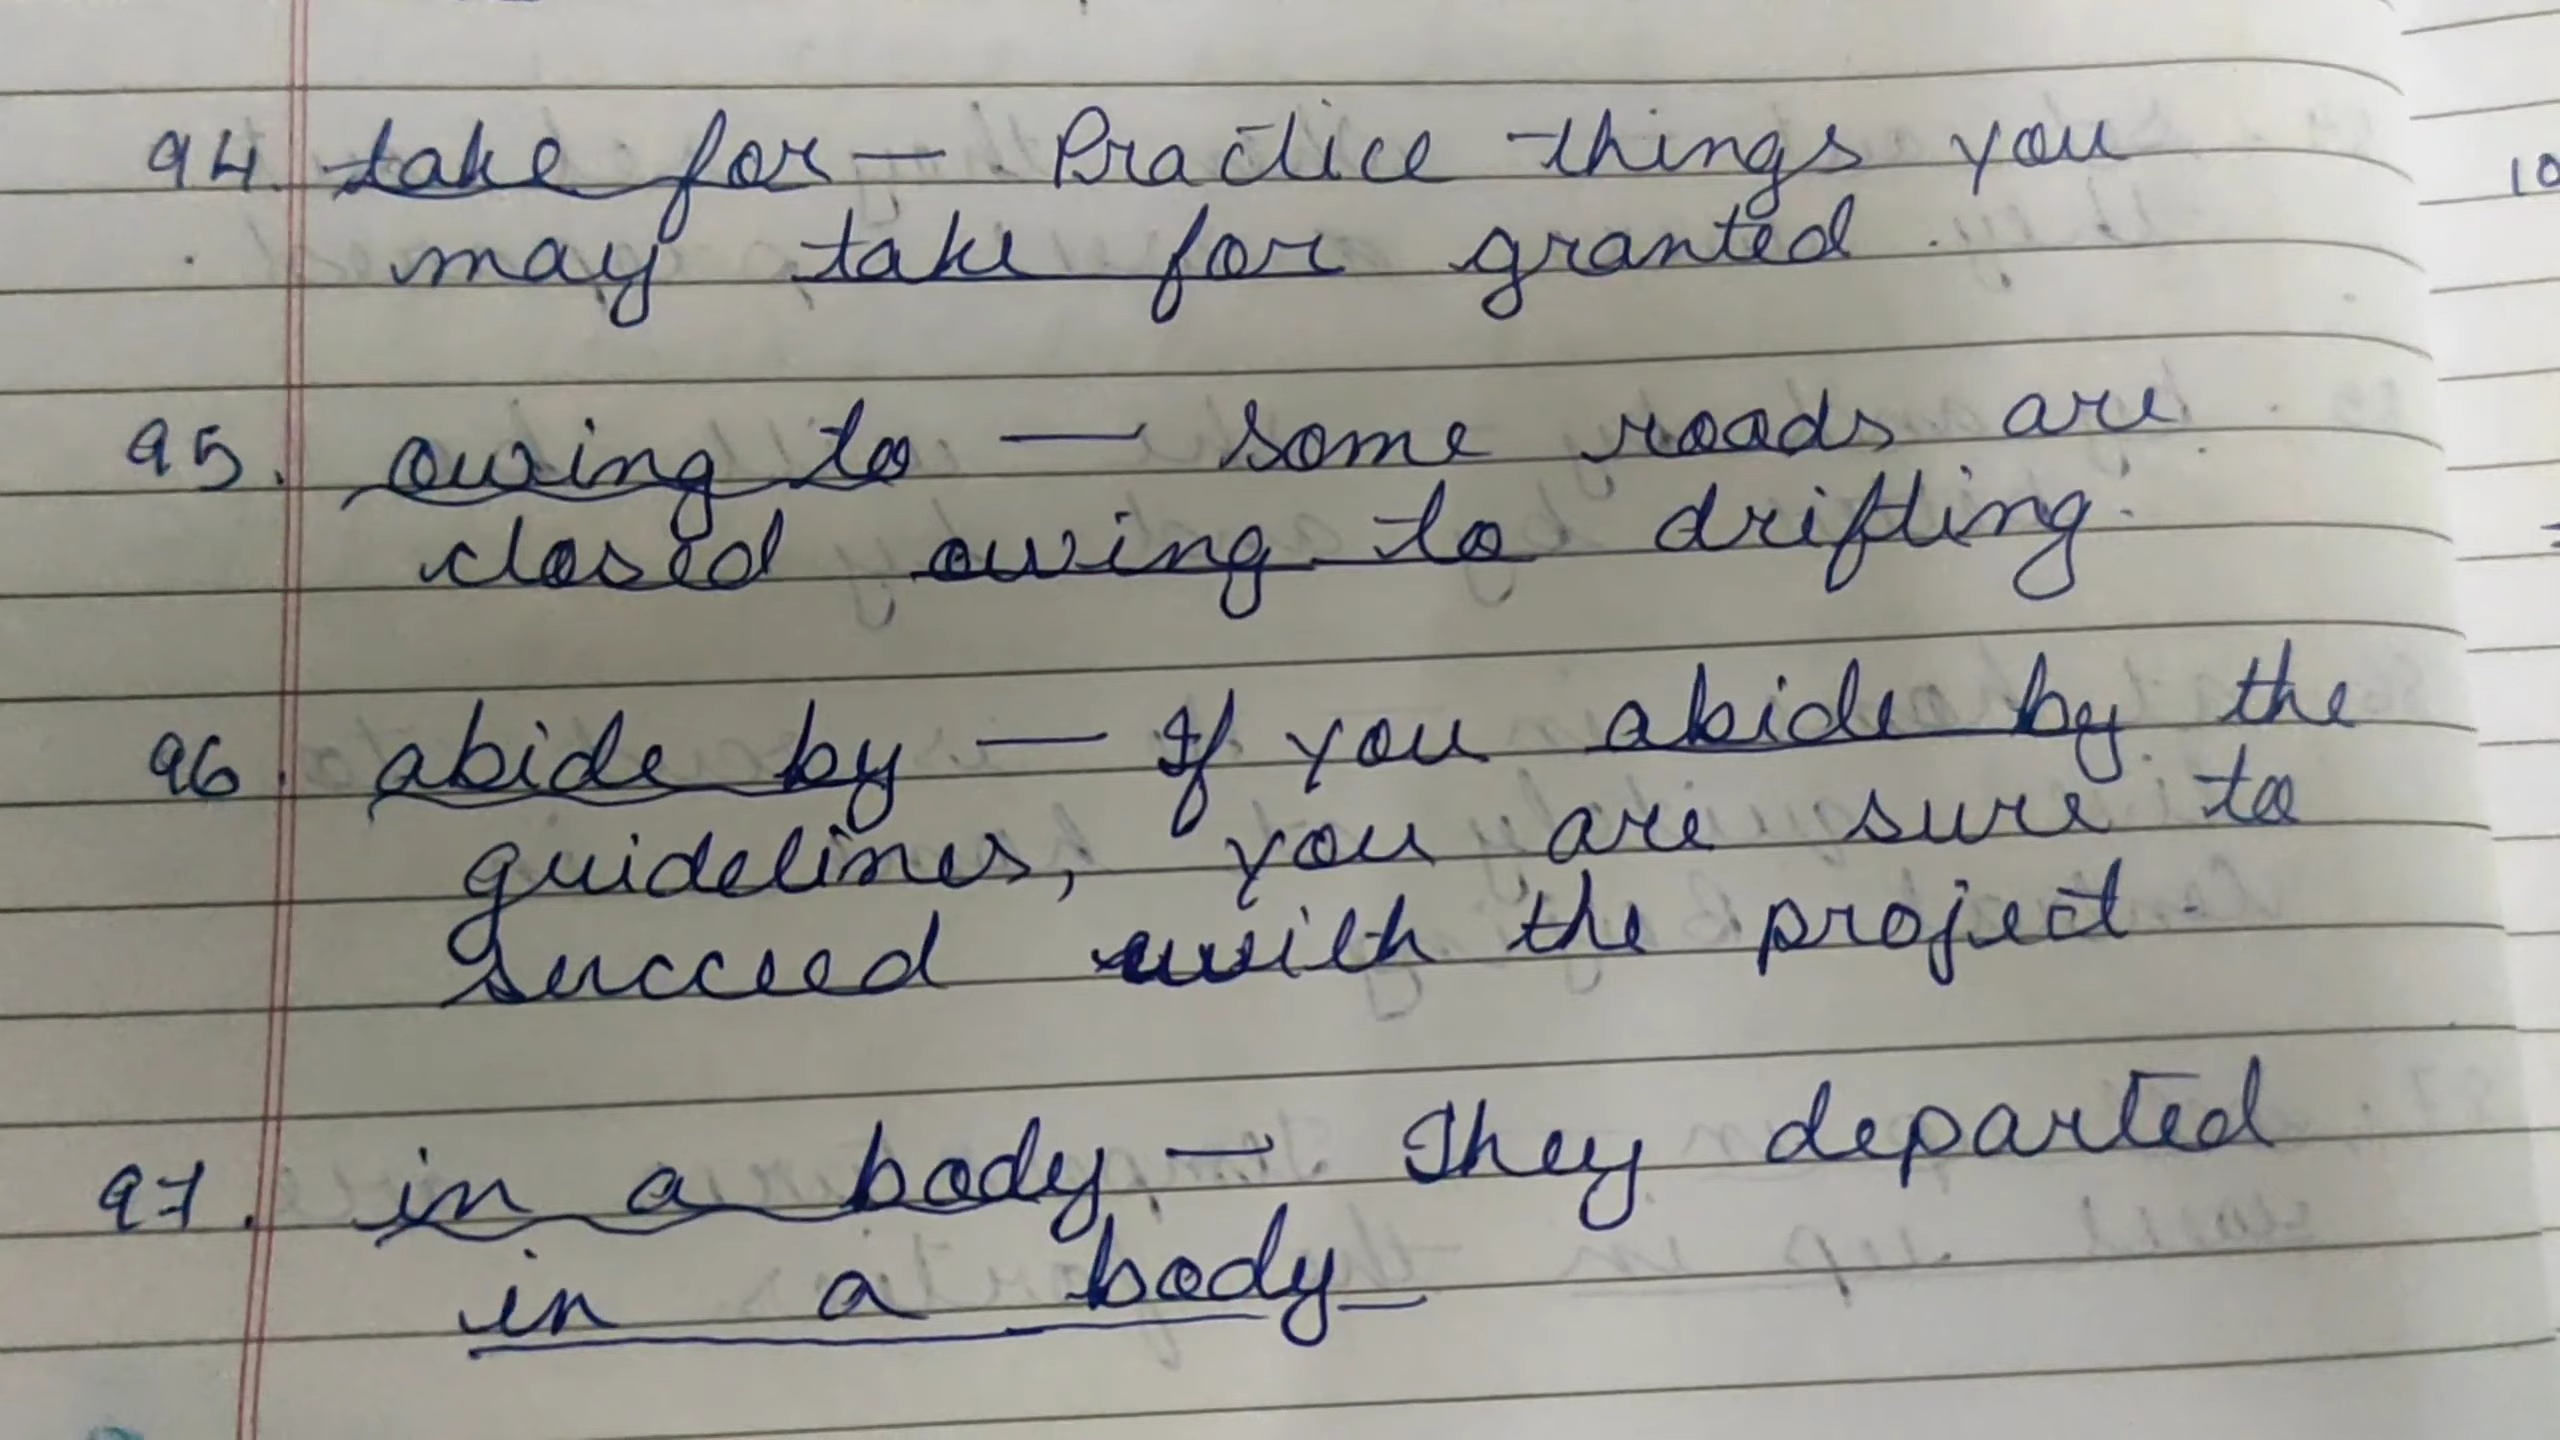 94. take for — Practice things you
may take for granted.
95. owing to — some roads are
closed owing to drifting.
96. abide by — If you abide by the
guidelines, you are sure to
succeed with the project.
97. in a body — They departed
in a body
10